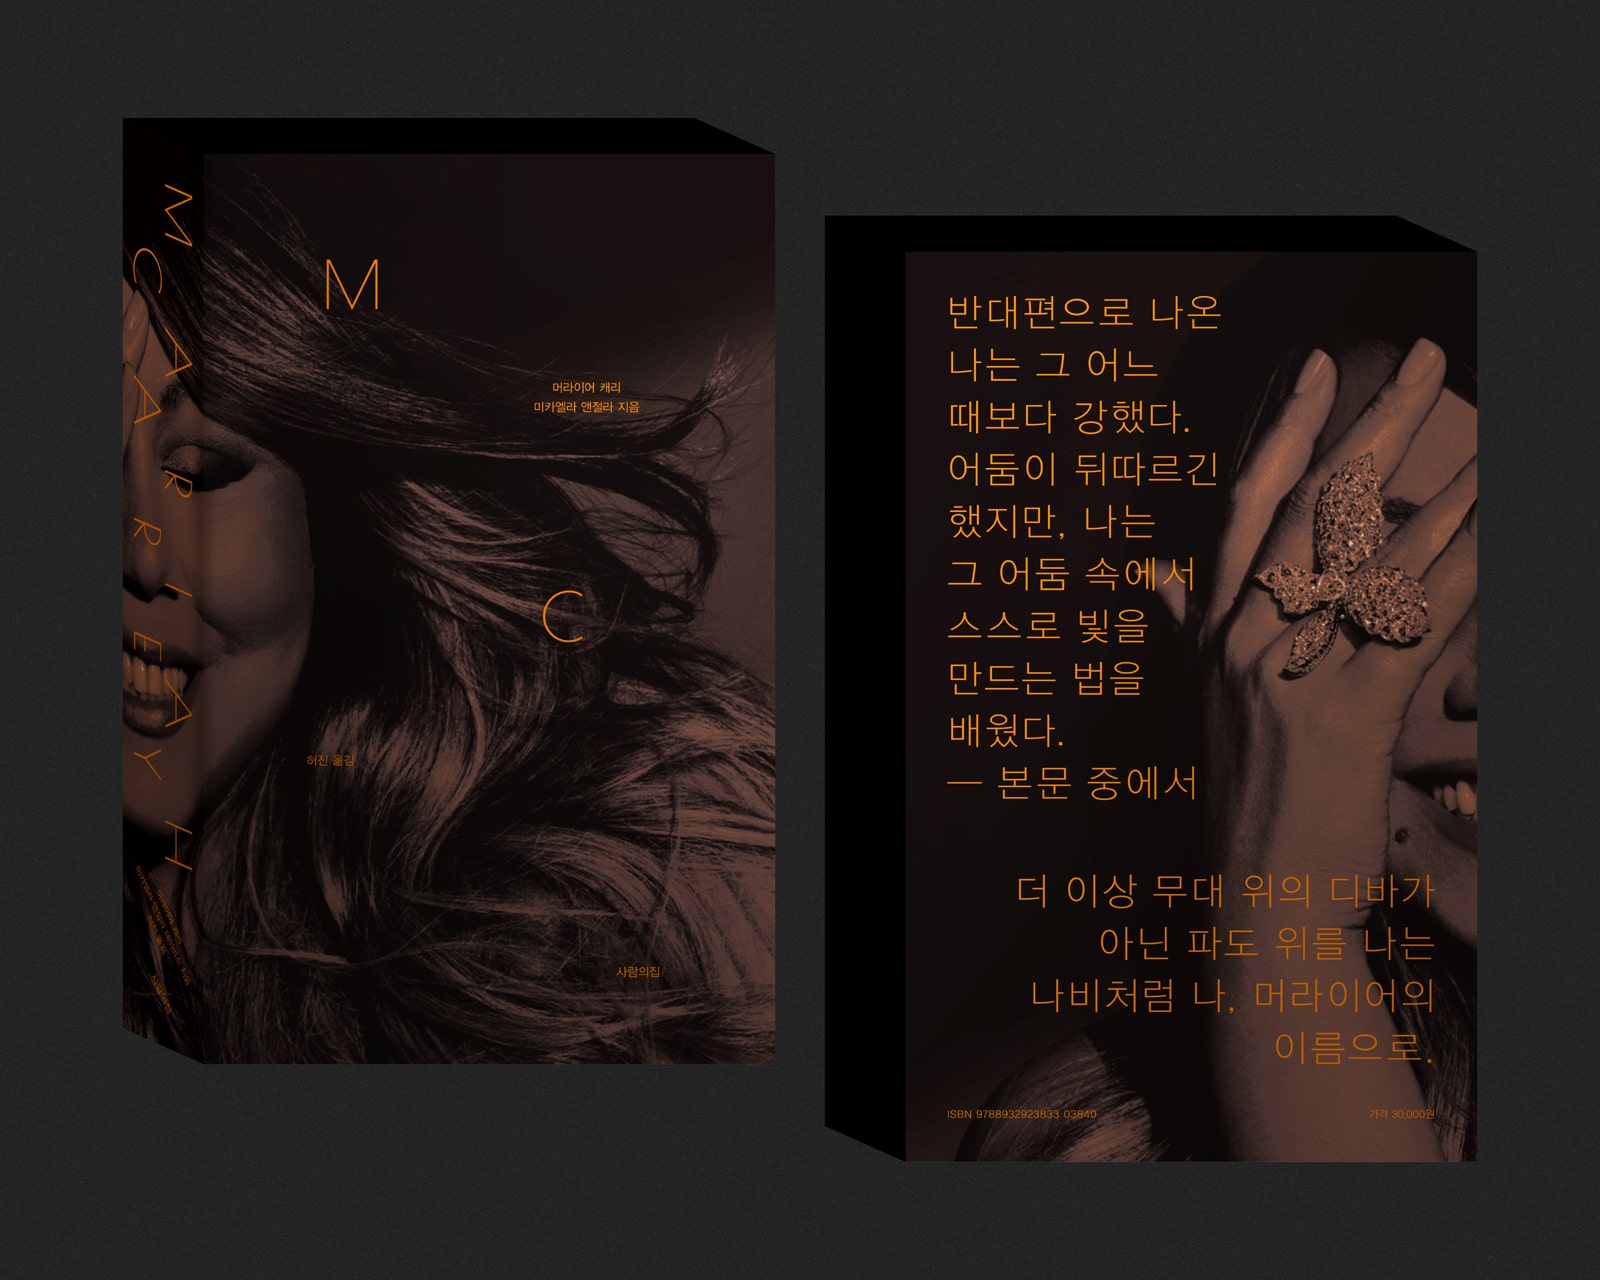 MARIAH
CAREY
M
머라이어 캐리
미카엘라 앤절라 지음
C
허진 옮김
사람의집
반대편으로 나온
나는 그 어느
때보다 강했다.
어둠이 뒤따르긴
했지만, 나는
그 어둠 속에서
스스로 빛을
만드는 법을
배웠다.
— 본문 중에서
더 이상 무대 위의 디바가
아닌 파도 위를 나는
나비처럼 나, 머라이어의
이름으로.
ISBN 9788932923833 03840
가격 30,000원